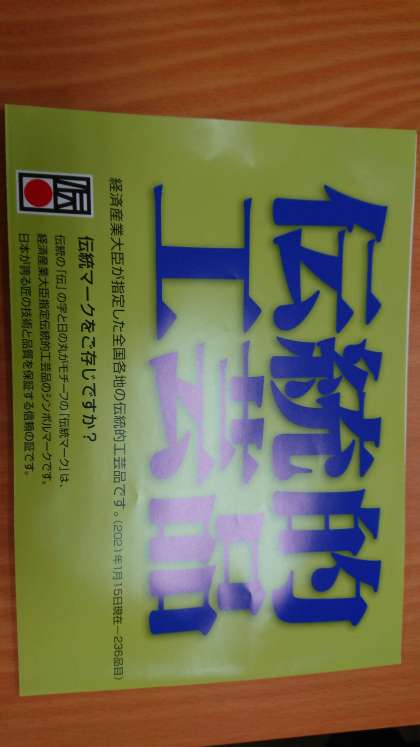 伝統的
工芸品
経済産業大臣が指定した全国各地の伝統的工芸品です。(2021年1月15日現在―236品目)
伝統マークをご存じですか？
伝統の「伝」の字と日の丸がモチーフの「伝統マーク」は、
経済産業大臣指定伝統的工芸品のシンボルマークです。
日本が誇る匠の技術と品質を保証する信頼の証です。
伝